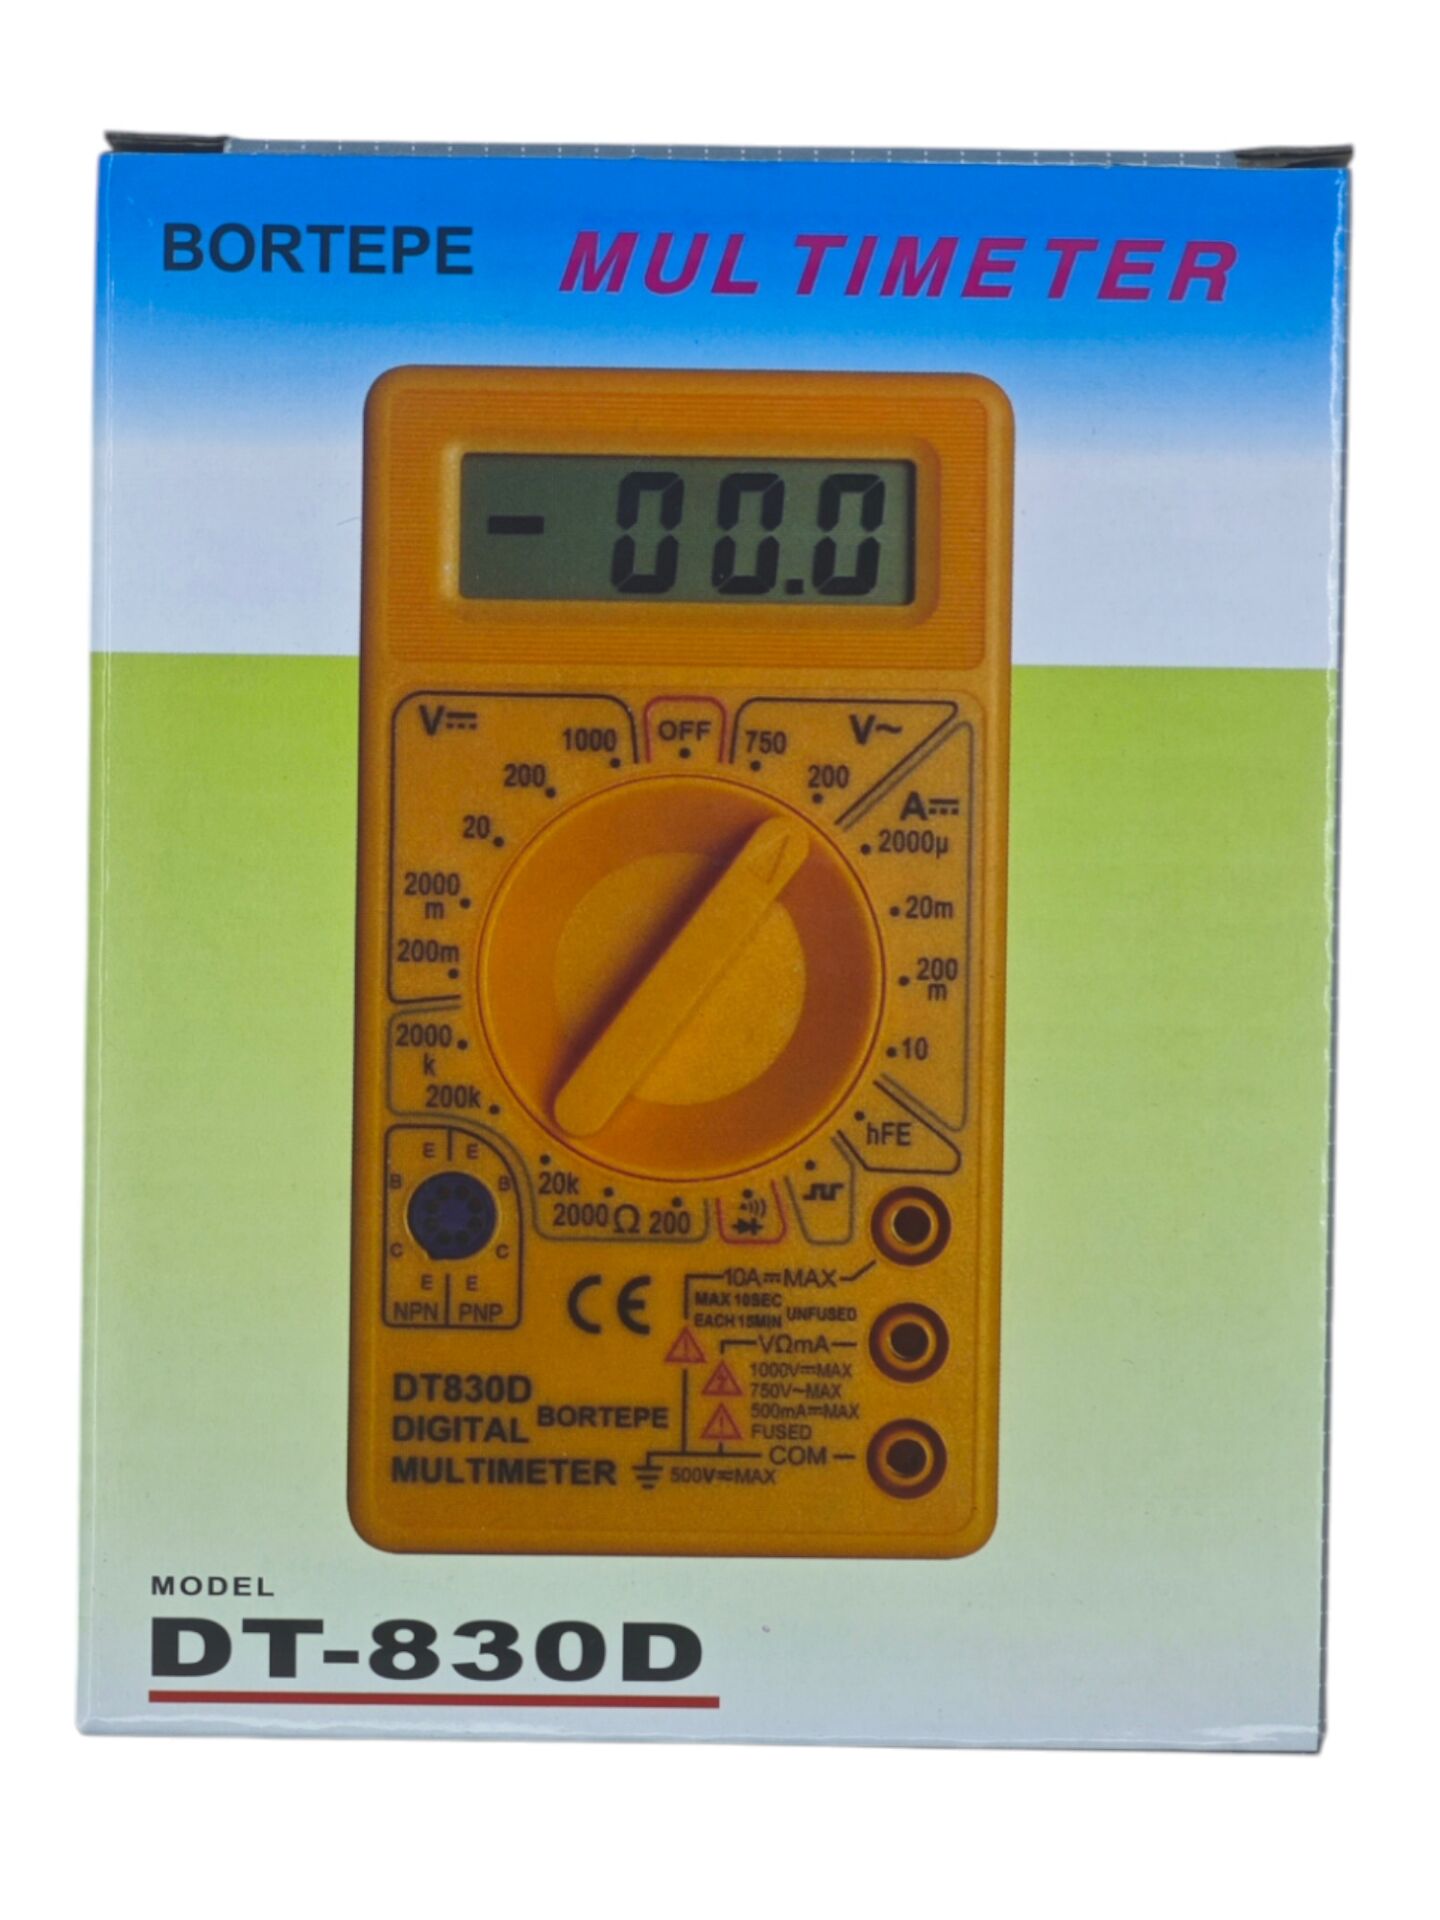 BORTEPE MULTIMETER
- 00.0
V⎓ 1000 OFF 750 V~
200 200
A⎓
20 2000µ
2000
m 20m
200m 200
m
2000
k 10
200k hFE
E E
B B 20k
2000 Ω 200
C C
E E
NPN PNP
CE
10A⎓MAX
MAX 10SEC
EACH 15MIN UNFUSED
VΩmA
1000V⎓MAX
750V~MAX
500mA⎓MAX
FUSED
COM
500V≂MAX
DT830D
DIGITAL BORTEPE
MULTIMETER
MODEL
DT-830D